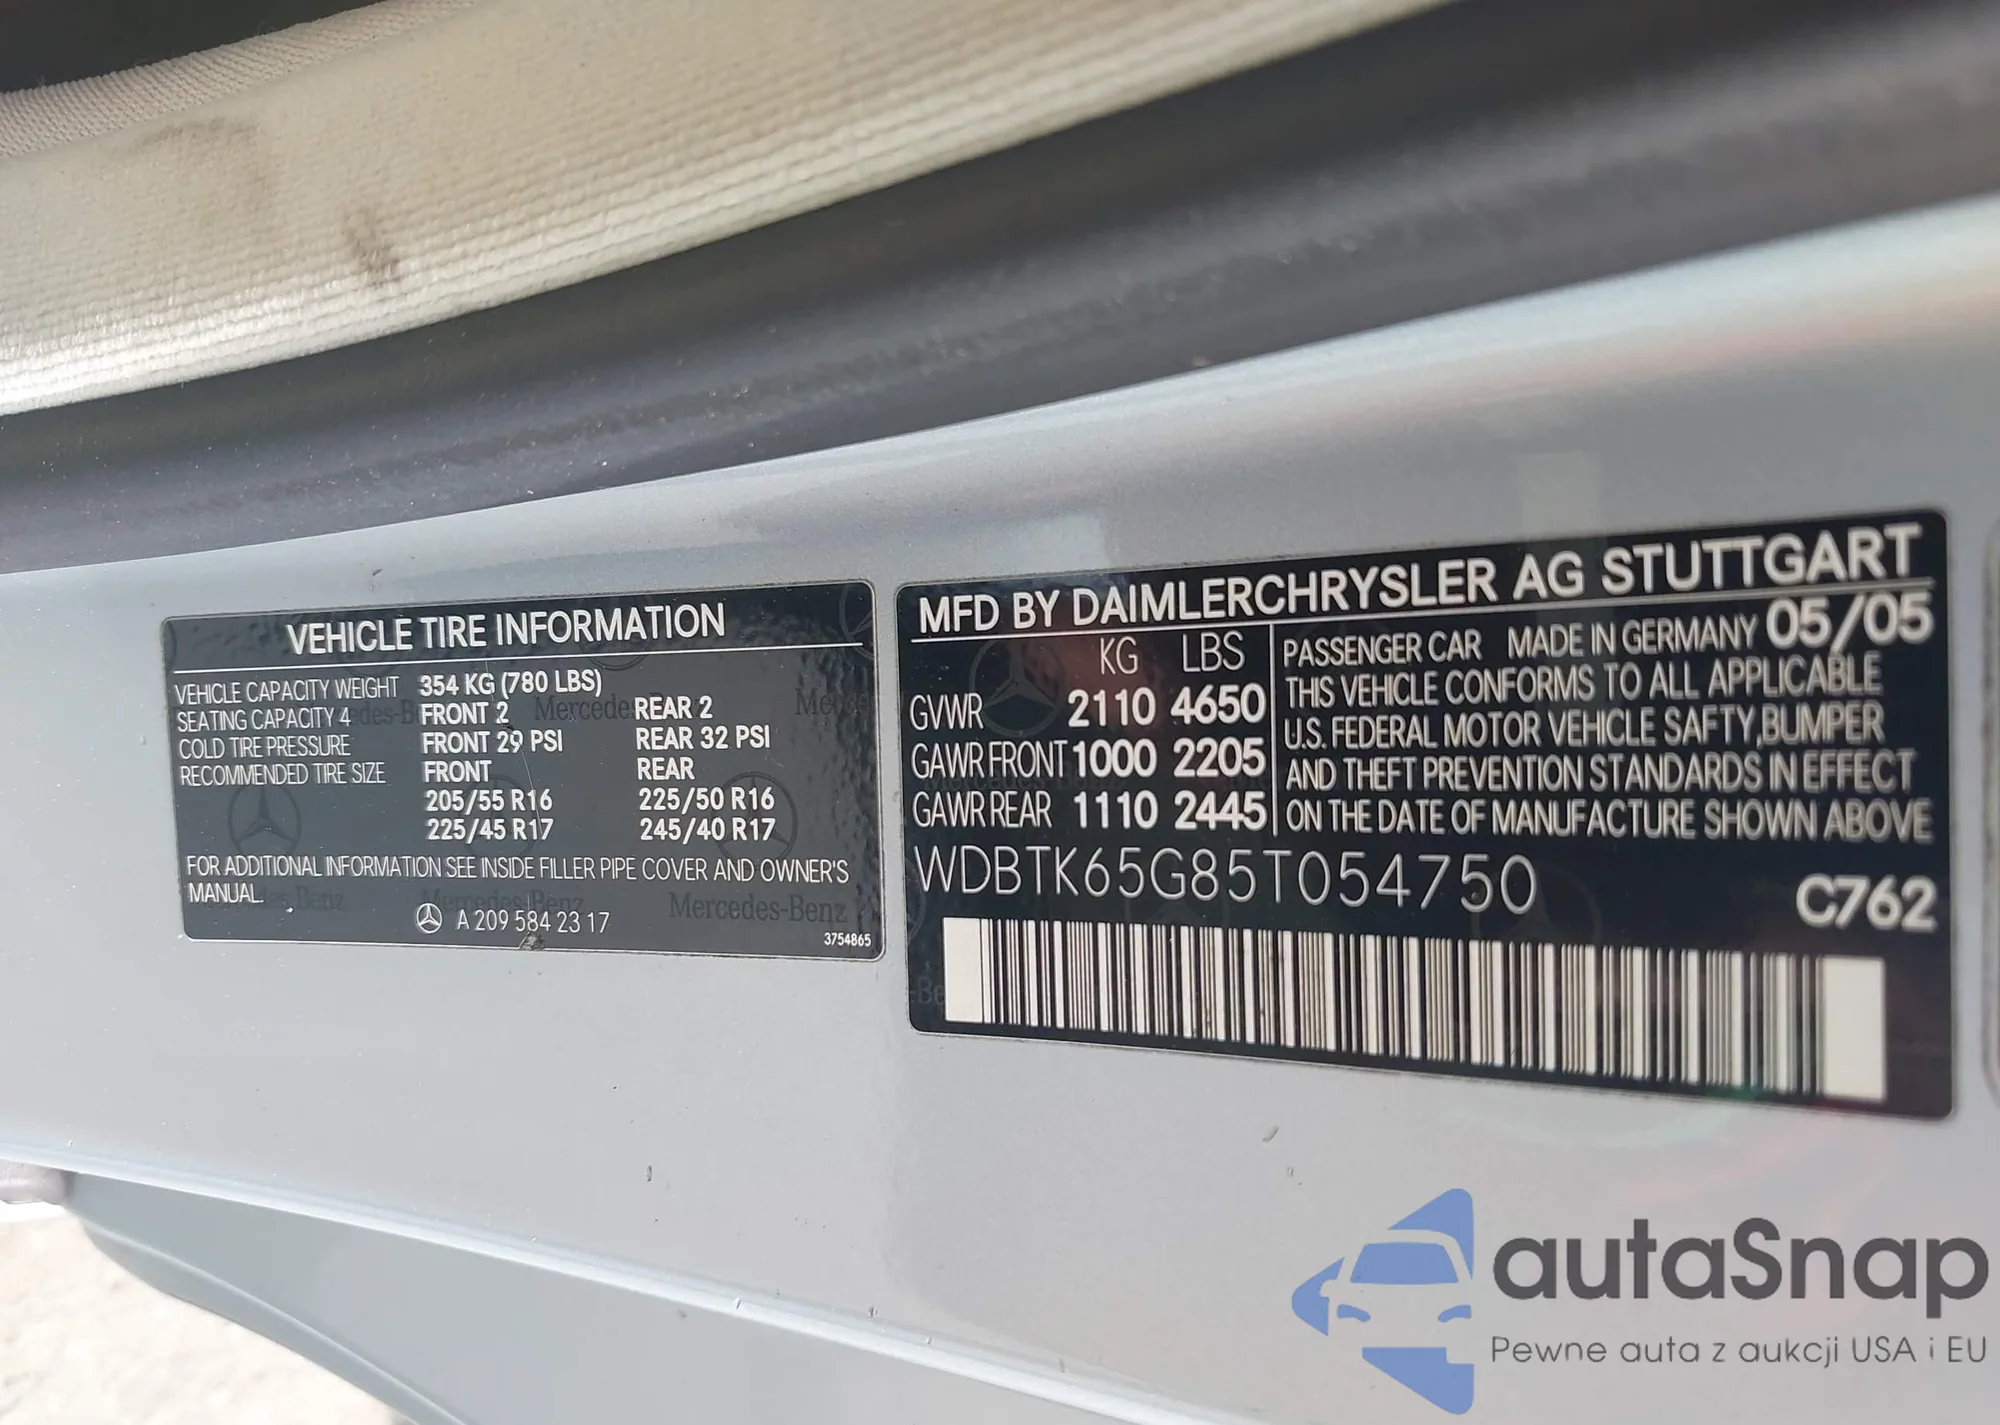 VEHICLE TIRE INFORMATION
VEHICLE CAPACITY WEIGHT 354 KG (780 LBS)
SEATING CAPACITY 4 FRONT 2 REAR 2
COLD TIRE PRESSURE FRONT 29 PSI REAR 32 PSI
RECOMMENDED TIRE SIZE FRONT REAR
205/55 R16 225/50 R16
225/45 R17 245/40 R17
FOR ADDITIONAL INFORMATION SEE INSIDE FILLER PIPE COVER AND OWNER'S
MANUAL.
A 209 584 23 17
3754865
Mercedes-Benz
MFD BY DAIMLERCHRYSLER AG STUTTGART
KG LBS
GVWR 2110 4650
GAWR FRONT 1000 2205
GAWR REAR 1110 2445
PASSENGER CAR MADE IN GERMANY 05/05
THIS VEHICLE CONFORMS TO ALL APPLICABLE
U.S. FEDERAL MOTOR VEHICLE SAFTY,BUMPER
AND THEFT PREVENTION STANDARDS IN EFFECT
ON THE DATE OF MANUFACTURE SHOWN ABOVE
WDBTK65G85T054750
C762
autaSnap
Pewne auta z aukcji USA i EU